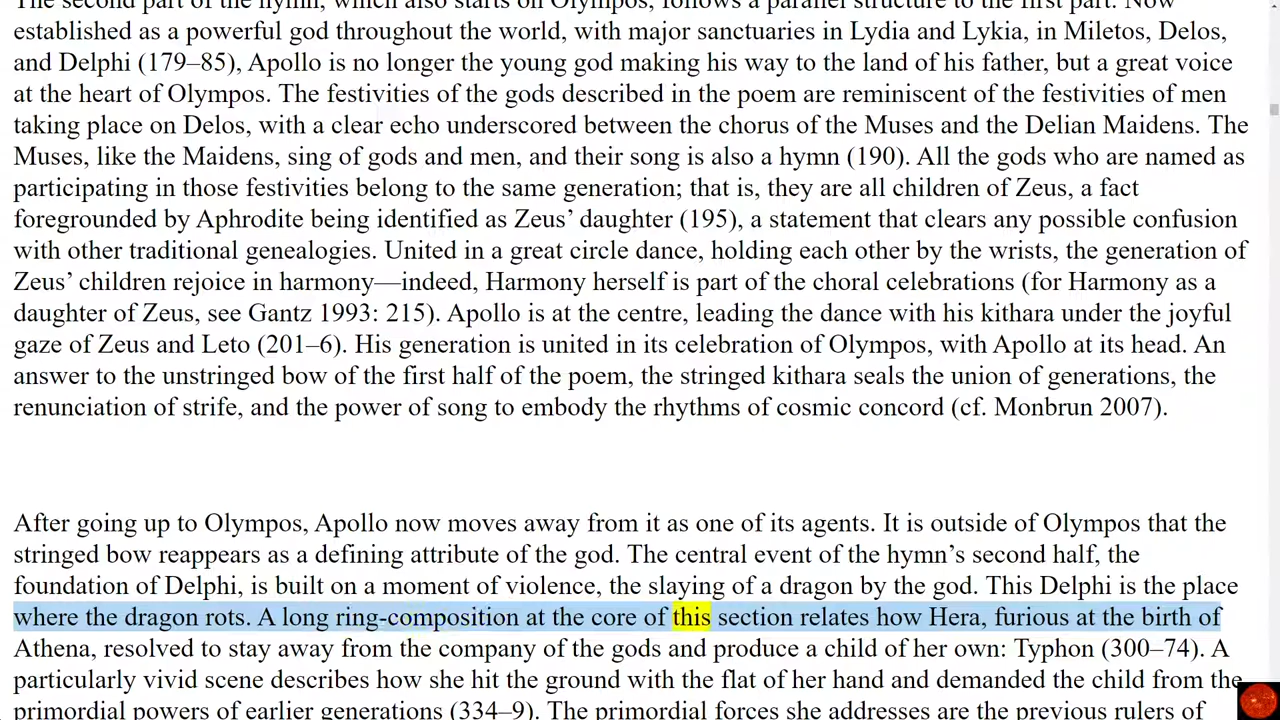 The second part of the hymn, which also starts on Olympos, follows a parallel structure to the first part. Now
established as a powerful god throughout the world, with major sanctuaries in Lydia and Lykia, in Miletos, Delos,
and Delphi (179–85), Apollo is no longer the young god making his way to the land of his father, but a great voice
at the heart of Olympos. The festivities of the gods described in the poem are reminiscent of the festivities of men
taking place on Delos, with a clear echo underscored between the chorus of the Muses and the Delian Maidens. The
Muses, like the Maidens, sing of gods and men, and their song is also a hymn (190). All the gods who are named as
participating in those festivities belong to the same generation; that is, they are all children of Zeus, a fact
foregrounded by Aphrodite being identified as Zeus’ daughter (195), a statement that clears any possible confusion
with other traditional genealogies. United in a great circle dance, holding each other by the wrists, the generation of
Zeus’ children rejoice in harmony—indeed, Harmony herself is part of the choral celebrations (for Harmony as a
daughter of Zeus, see Gantz 1993: 215). Apollo is at the centre, leading the dance with his kithara under the joyful
gaze of Zeus and Leto (201–6). His generation is united in its celebration of Olympos, with Apollo at its head. An
answer to the unstringed bow of the first half of the poem, the stringed kithara seals the union of generations, the
renunciation of strife, and the power of song to embody the rhythms of cosmic concord (cf. Monbrun 2007).
After going up to Olympos, Apollo now moves away from it as one of its agents. It is outside of Olympos that the
stringed bow reappears as a defining attribute of the god. The central event of the hymn’s second half, the
foundation of Delphi, is built on a moment of violence, the slaying of a dragon by the god. This Delphi is the place
where the dragon rots. A long ring-composition at the core of this section relates how Hera, furious at the birth of
Athena, resolved to stay away from the company of the gods and produce a child of her own: Typhon (300–74). A
particularly vivid scene describes how she hit the ground with the flat of her hand and demanded the child from the
primordial powers of earlier generations (334–9). The primordial forces she addresses are the previous rulers of